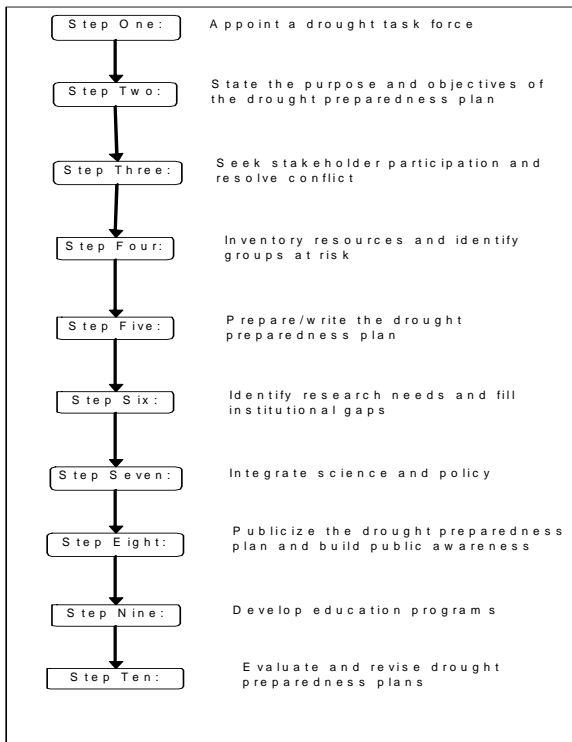 Step One:
Appoint a drought task force
Step Two:
State the purpose and objectives of
the drought preparedness plan
Step Three:
Seek stakeholder participation and
resolve conflict
Step Four:
Inventory resources and identify
groups at risk
Step Five:
Prepare/write the drought
preparedness plan
Step Six:
Identify research needs and fill
institutional gaps
Step Seven:
Integrate science and policy
Step Eight:
Publicize the drought preparedness
plan and build public awareness
Step Nine:
Develop education programs
Step Ten:
Evaluate and revise drought
preparedness plans